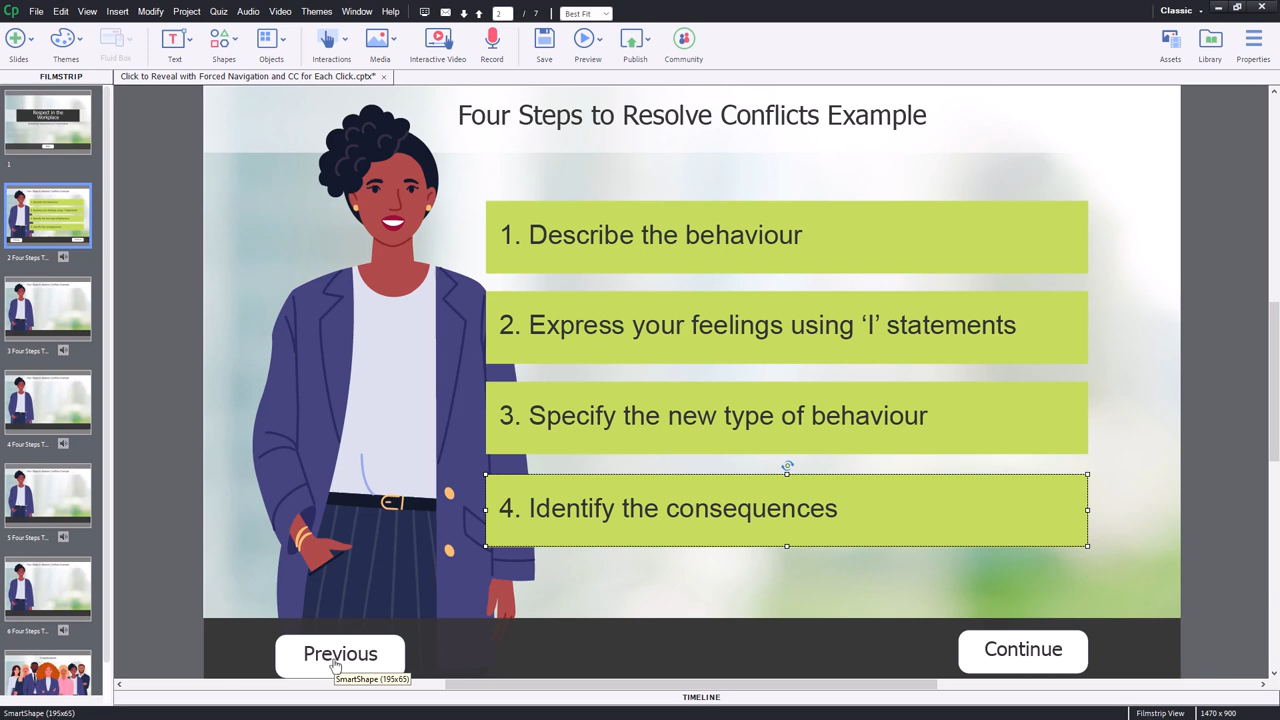 Cp File Edit View Insert Modify Project Quiz Audio Video Themes Window Help 2 / 7 Best Fit Classic
Slides Themes Fluid Box Text Shapes Objects Interactions Media Interactive Video Record Save Preview Publish Community Assets Library Properties
FILMSTRIP
Click to Reveal with Forced Navigation and CC for Each Click.cptx*
Respect in the
Workplace
1
2 Four Steps T...
3 Four Steps T...
4 Four Steps T...
5 Four Steps T...
6 Four Steps T...
Four Steps to Resolve Conflicts Example
1. Describe the behaviour
2. Express your feelings using ‘I’ statements
3. Specify the new type of behaviour
4. Identify the consequences
Previous
Continue
SmartShape (195x65)
TIMELINE
SmartShape (195x65) Filmstrip View 1470 x 900